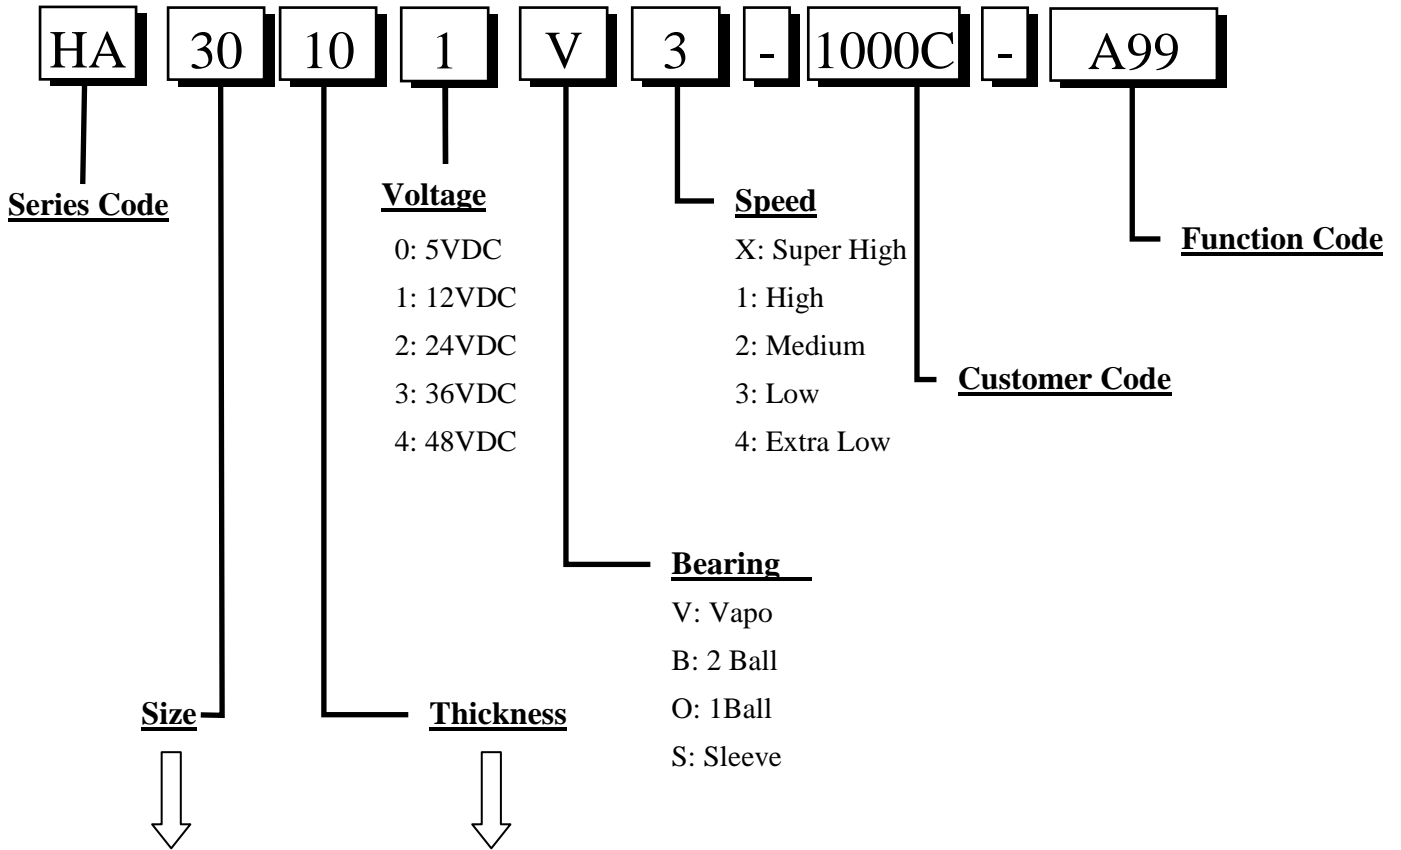 HA 30 10 1 V 3 - 1000C - A99
Series Code
Voltage
0: 5VDC
1: 12VDC
2: 24VDC
3: 36VDC
4: 48VDC
Speed
X: Super High
1: High
2: Medium
3: Low
4: Extra Low
Function Code
Customer Code
Bearing
V: Vapo
B: 2 Ball
O: 1Ball
S: Sleeve
Size
Thickness